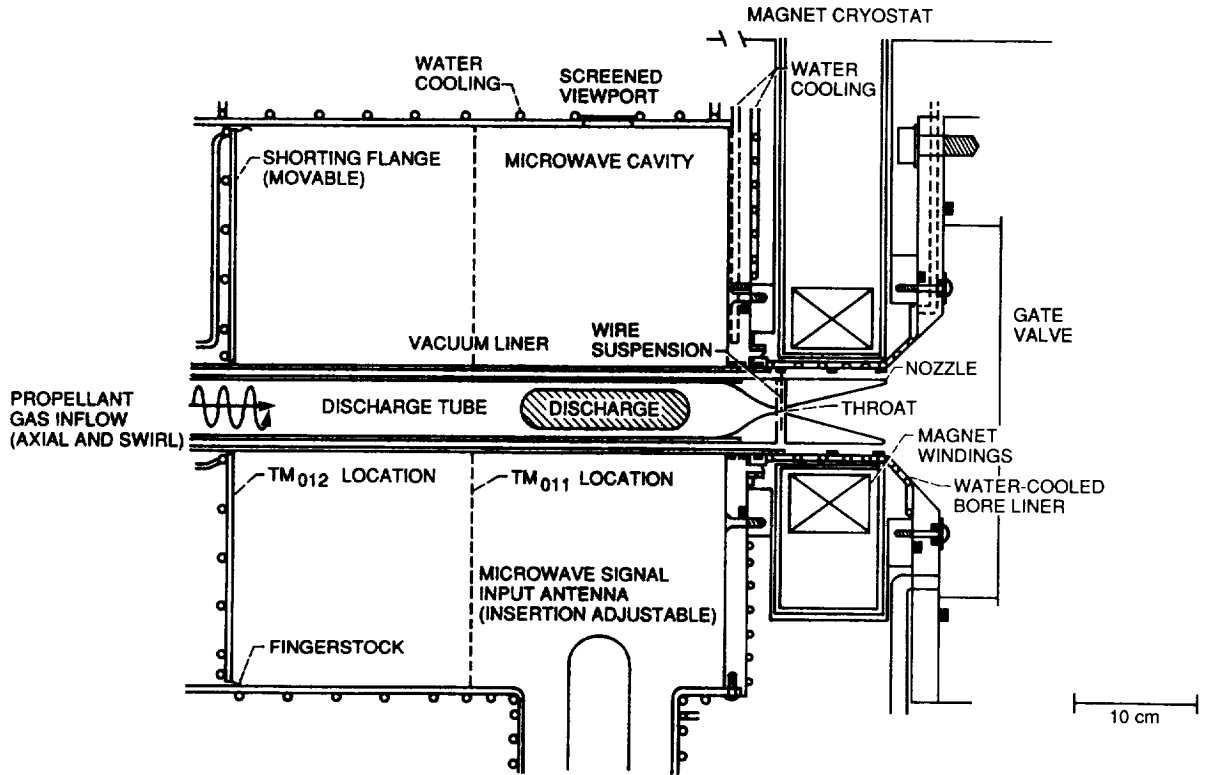 MAGNET CRYOSTAT
WATER
COOLING
SCREENED
VIEWPORT
WATER
COOLING
SHORTING FLANGE
(MOVABLE)
MICROWAVE CAVITY
GATE
VALVE
VACUUM LINER
WIRE
SUSPENSION
NOZZLE
PROPELLANT
GAS INFLOW
(AXIAL AND SWIRL)
DISCHARGE TUBE
DISCHARGE
THROAT
MAGNET
WINDINGS
TM012 LOCATION
TM011 LOCATION
WATER-COOLED
BORE LINER
MICROWAVE SIGNAL
INPUT ANTENNA
(INSERTION ADJUSTABLE)
FINGERSTOCK
10 cm